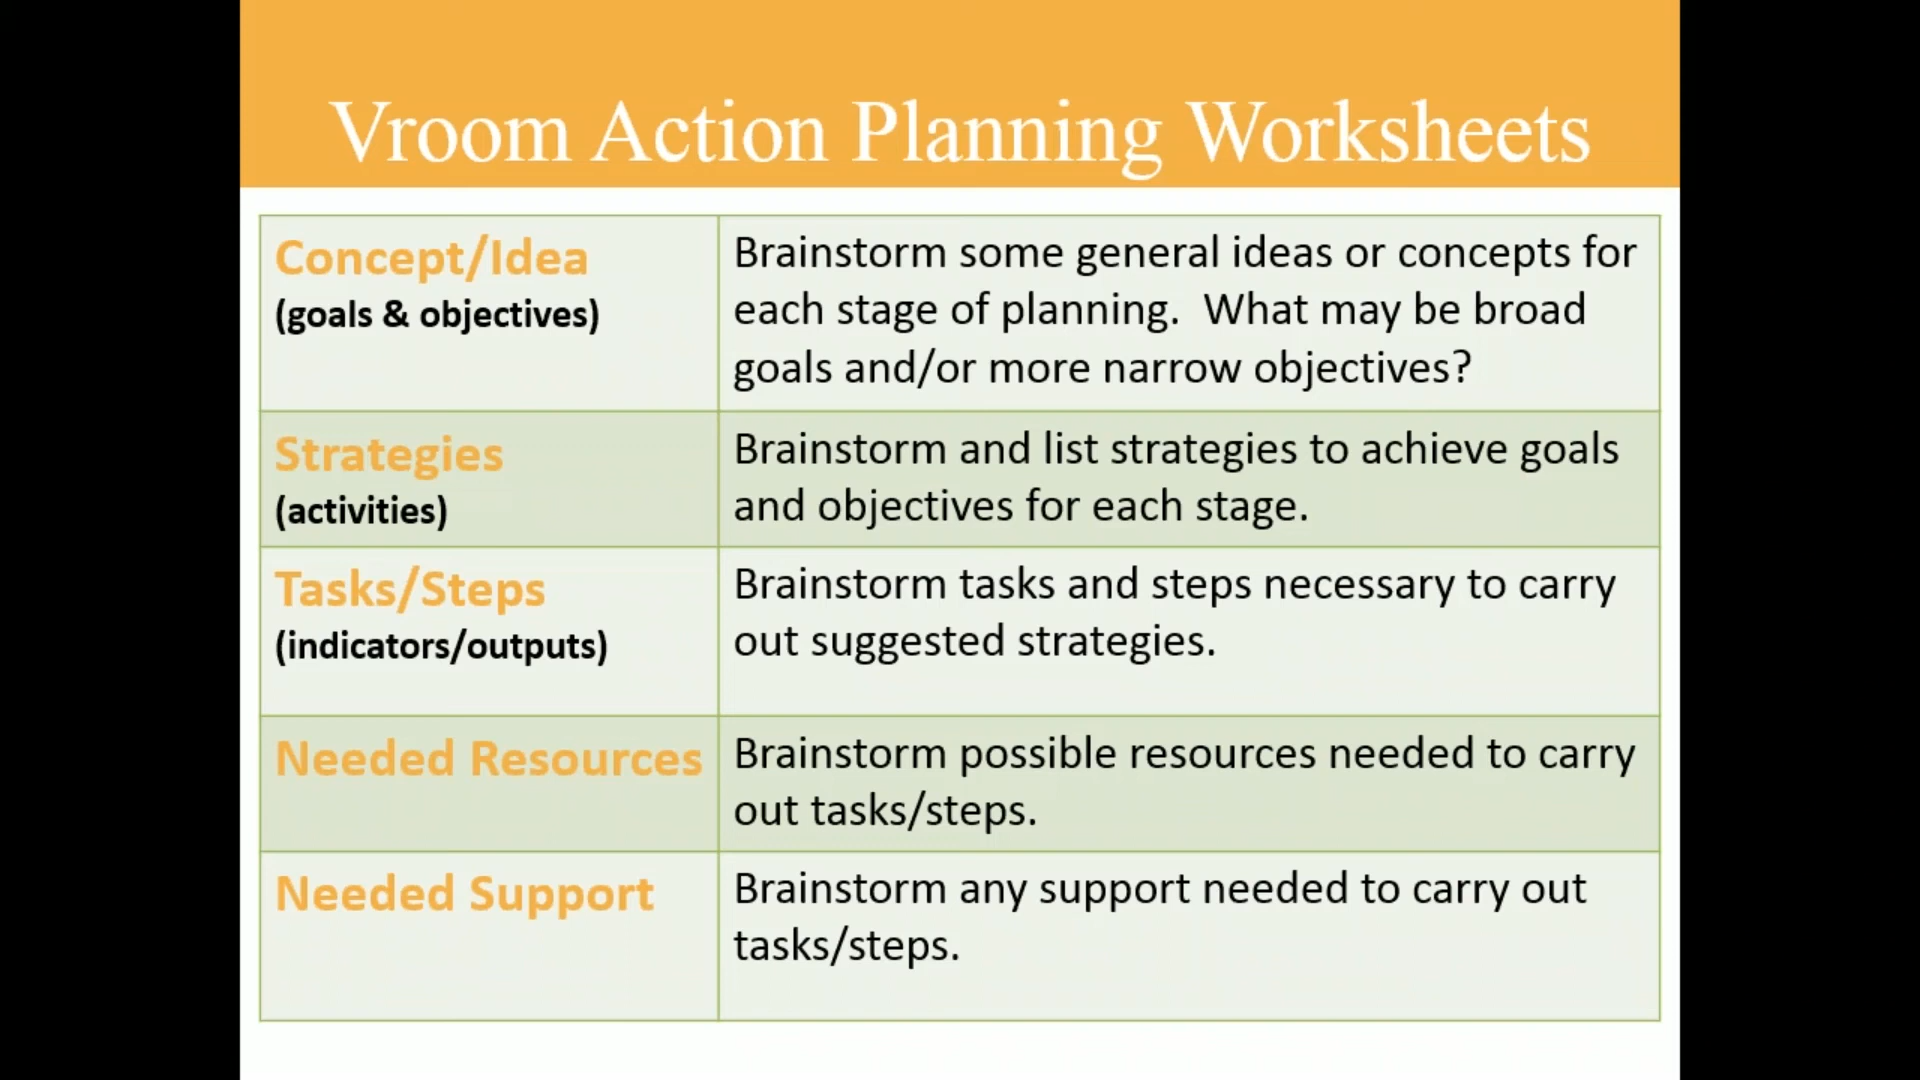 Vroom Action Planning Worksheets
Concept/Idea
(goals & objectives)
Brainstorm some general ideas or concepts for
each stage of planning.  What may be broad
goals and/or more narrow objectives?
Strategies
(activities)
Brainstorm and list strategies to achieve goals
and objectives for each stage.
Tasks/Steps
(indicators/outputs)
Brainstorm tasks and steps necessary to carry
out suggested strategies.
Needed Resources
Brainstorm possible resources needed to carry
out tasks/steps.
Needed Support
Brainstorm any support needed to carry out
tasks/steps.